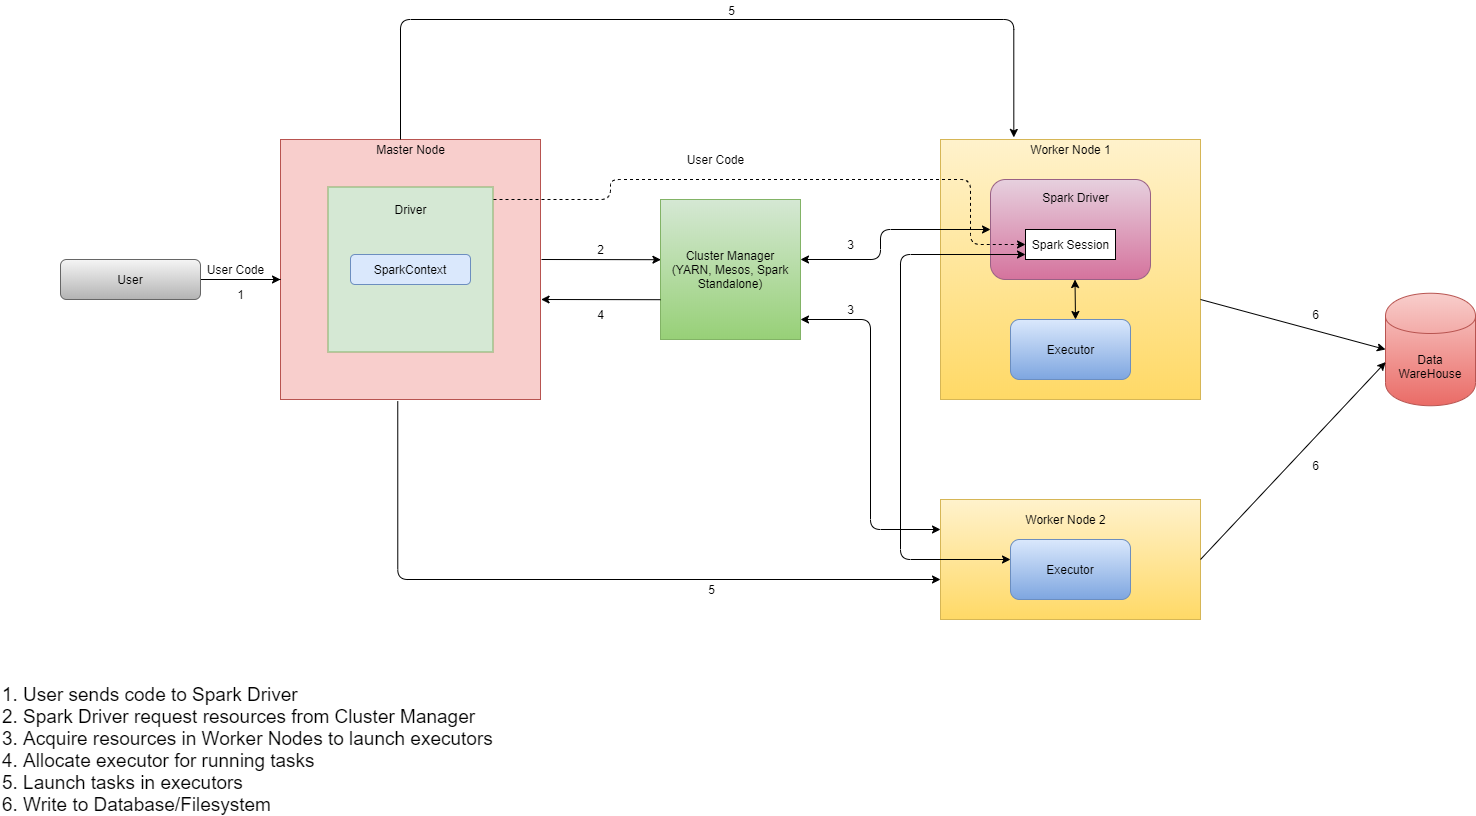 5
Master Node
Worker Node 1
User Code
Driver
Spark Driver
SparkContext
User
User Code
1
2
4
Cluster Manager
(YARN, Mesos, Spark
Standalone)
3
3
Spark Session
Executor
6
Data
WareHouse
6
Worker Node 2
Executor
5
1. User sends code to Spark Driver
2. Spark Driver request resources from Cluster Manager
3. Acquire resources in Worker Nodes to launch executors
4. Allocate executor for running tasks
5. Launch tasks in executors
6. Write to Database/Filesystem